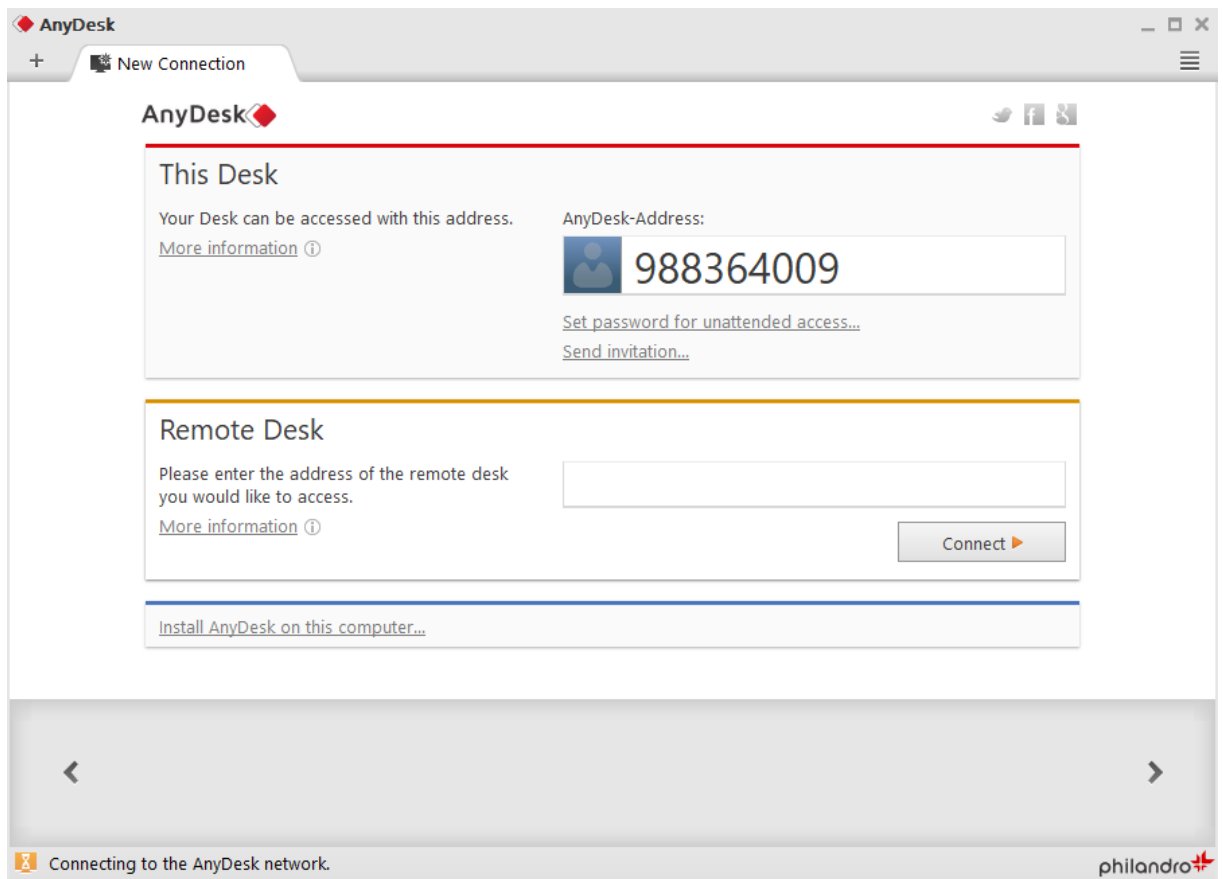 AnyDesk
New Connection
AnyDesk
This Desk
Your Desk can be accessed with this address.
More information
AnyDesk-Address:
988364009
Set password for unattended access...
Send invitation...
Remote Desk
Please enter the address of the remote desk
you would like to access.
More information
Connect
Install AnyDesk on this computer...
Connecting to the AnyDesk network.
philandro